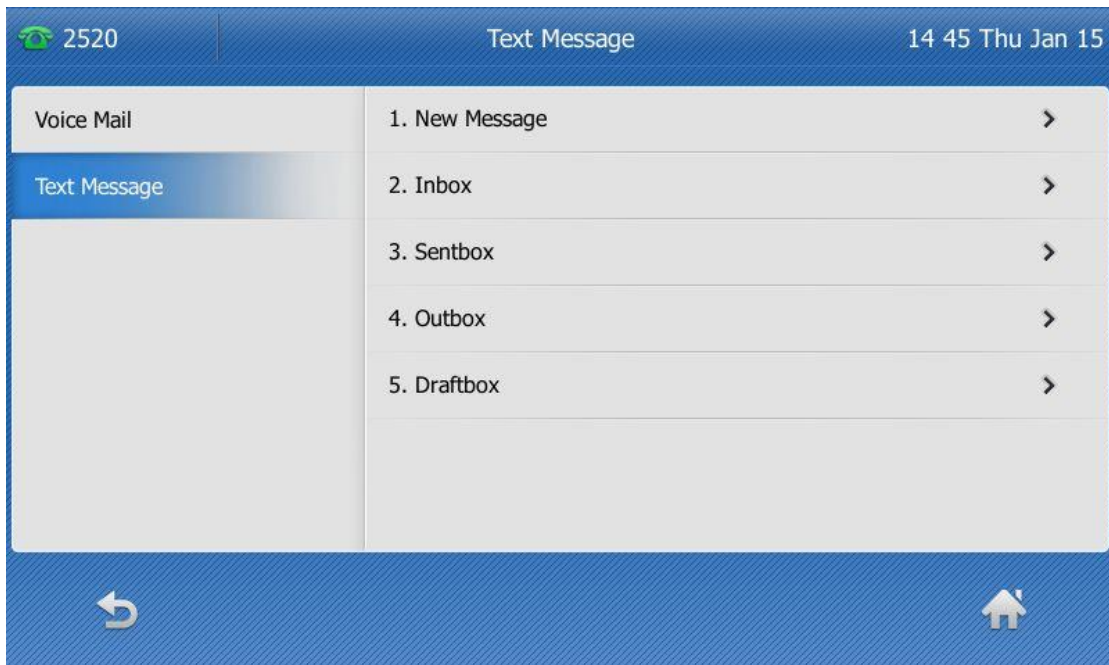 2520
Text Message
14 45 Thu Jan 15
Voice Mail
Text Message
1. New Message
2. Inbox
3. Sentbox
4. Outbox
5. Draftbox